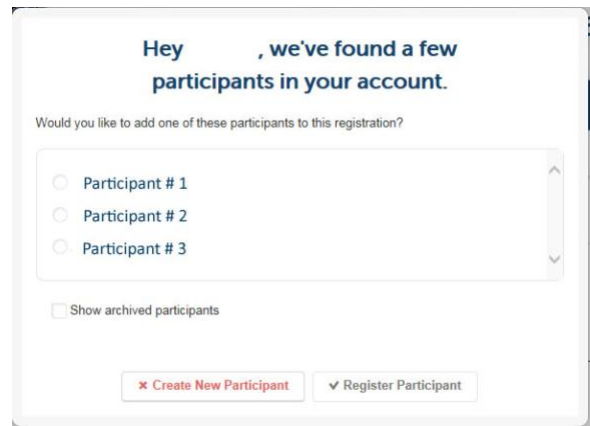 Hey , we've found a few
participants in your account.
Would you like to add one of these participants to this registration?
Participant # 1
Participant # 2
Participant # 3
Show archived participants
Create New Participant
Register Participant